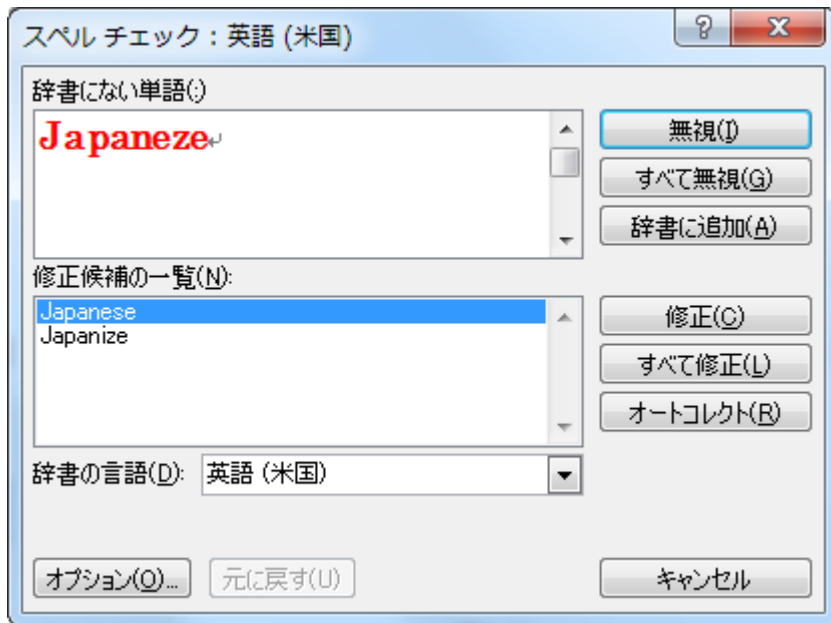 スペル チェック：英語 (米国)
辞書にない単語(:)
Japaneze↵
無視(I)
すべて無視(G)
辞書に追加(A)
修正候補の一覧(N):
Japanese
Japanize
修正(C)
すべて修正(L)
オートコレクト(R)
辞書の言語(D): 英語 (米国)
オプション(O)...
元に戻す(U)
キャンセル